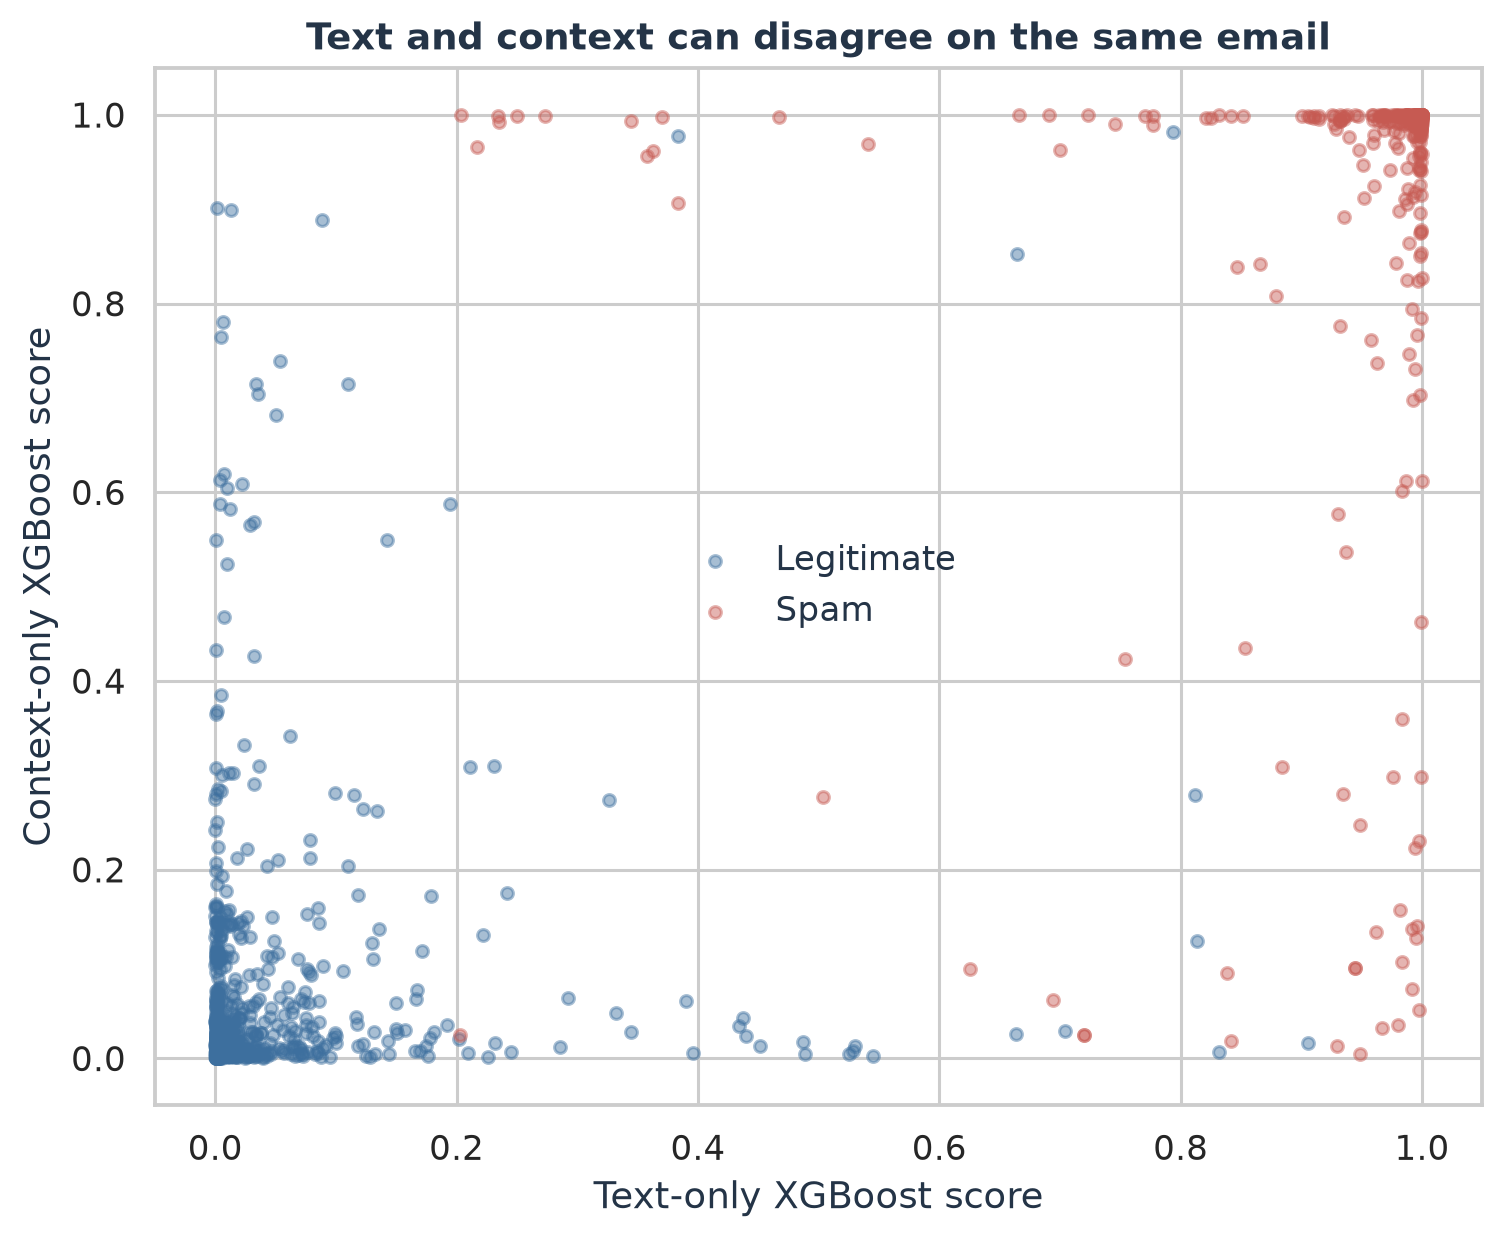 Text and context can disagree on the same email
Context-only XGBoost score
1.0
0.8
0.6
0.4
0.2
0.0
Legitimate
Spam
0.0 0.2 0.4 0.6 0.8 1.0
Text-only XGBoost score